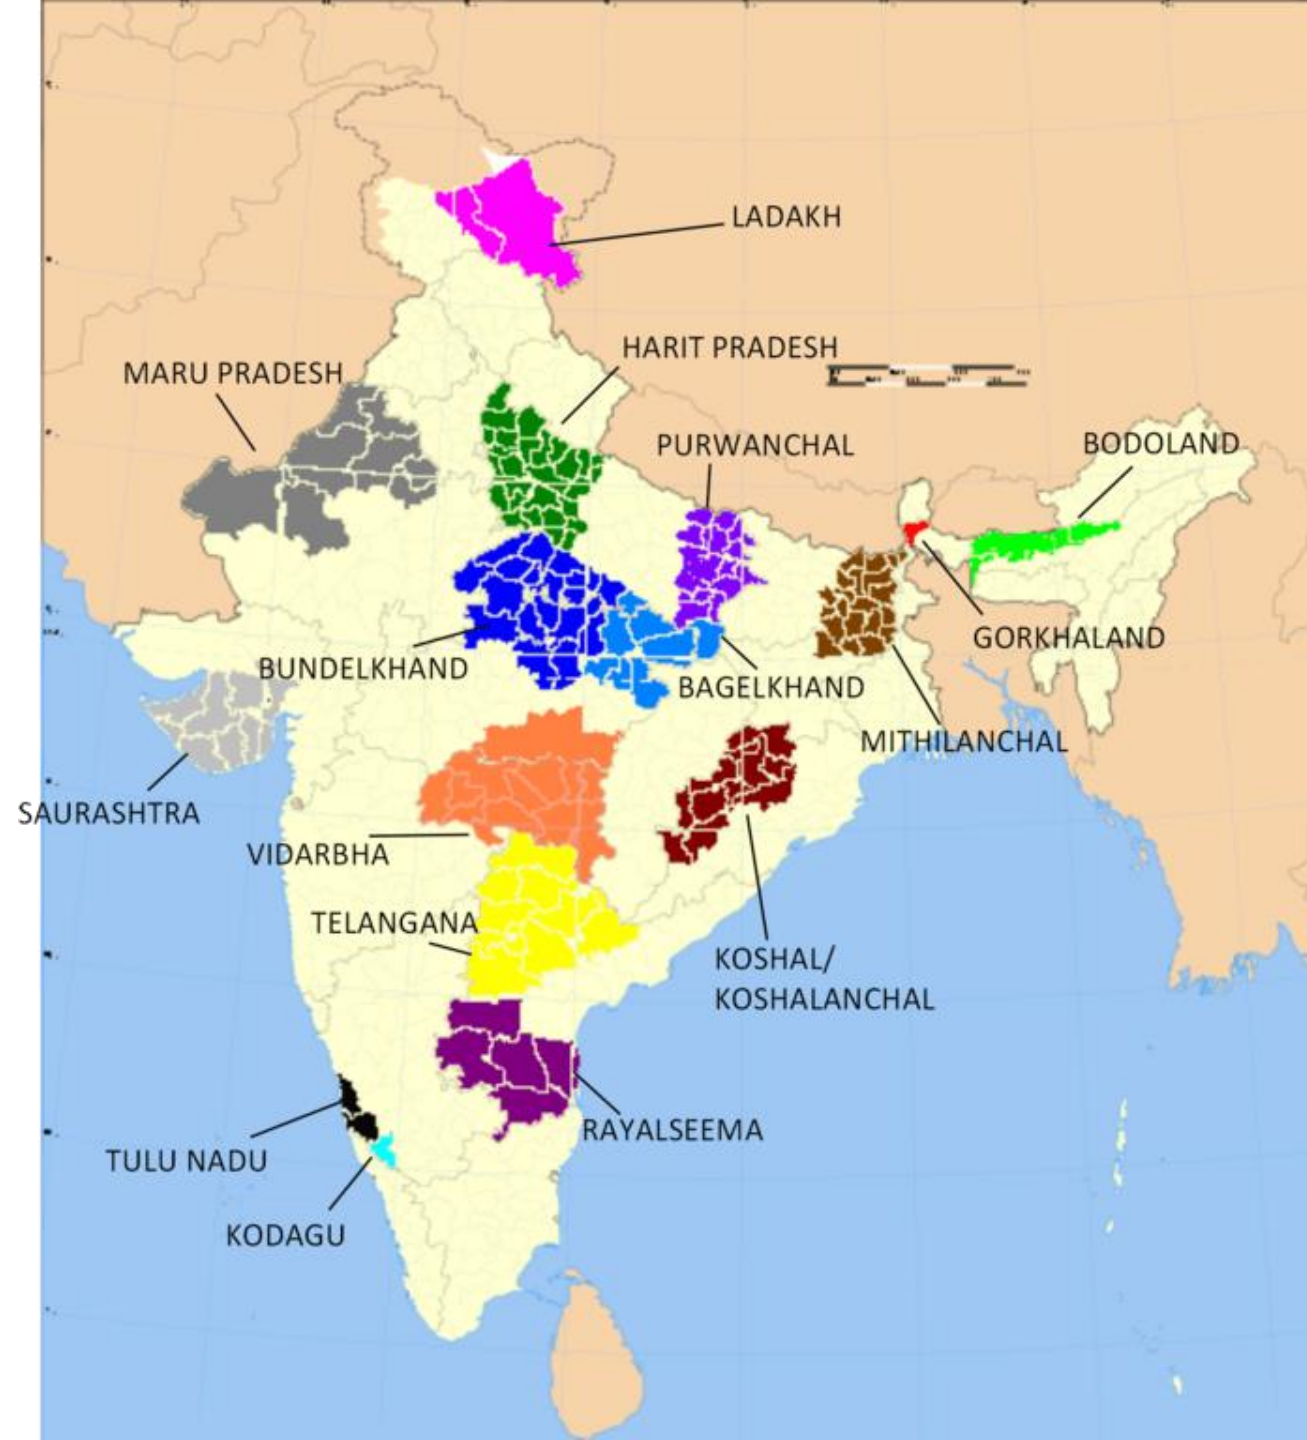 LADAKH
HARIT PRADESH
MARU PRADESH
PURWANCHAL
BODOLAND
GORKHALAND
BUNDELKHAND
BAGELKHAND
MITHILANCHAL
SAURASHTRA
VIDARBHA
TELANGANA
KOSHAL/
KOSHALANCHAL
RAYALSEEMA
TULU NADU
KODAGU